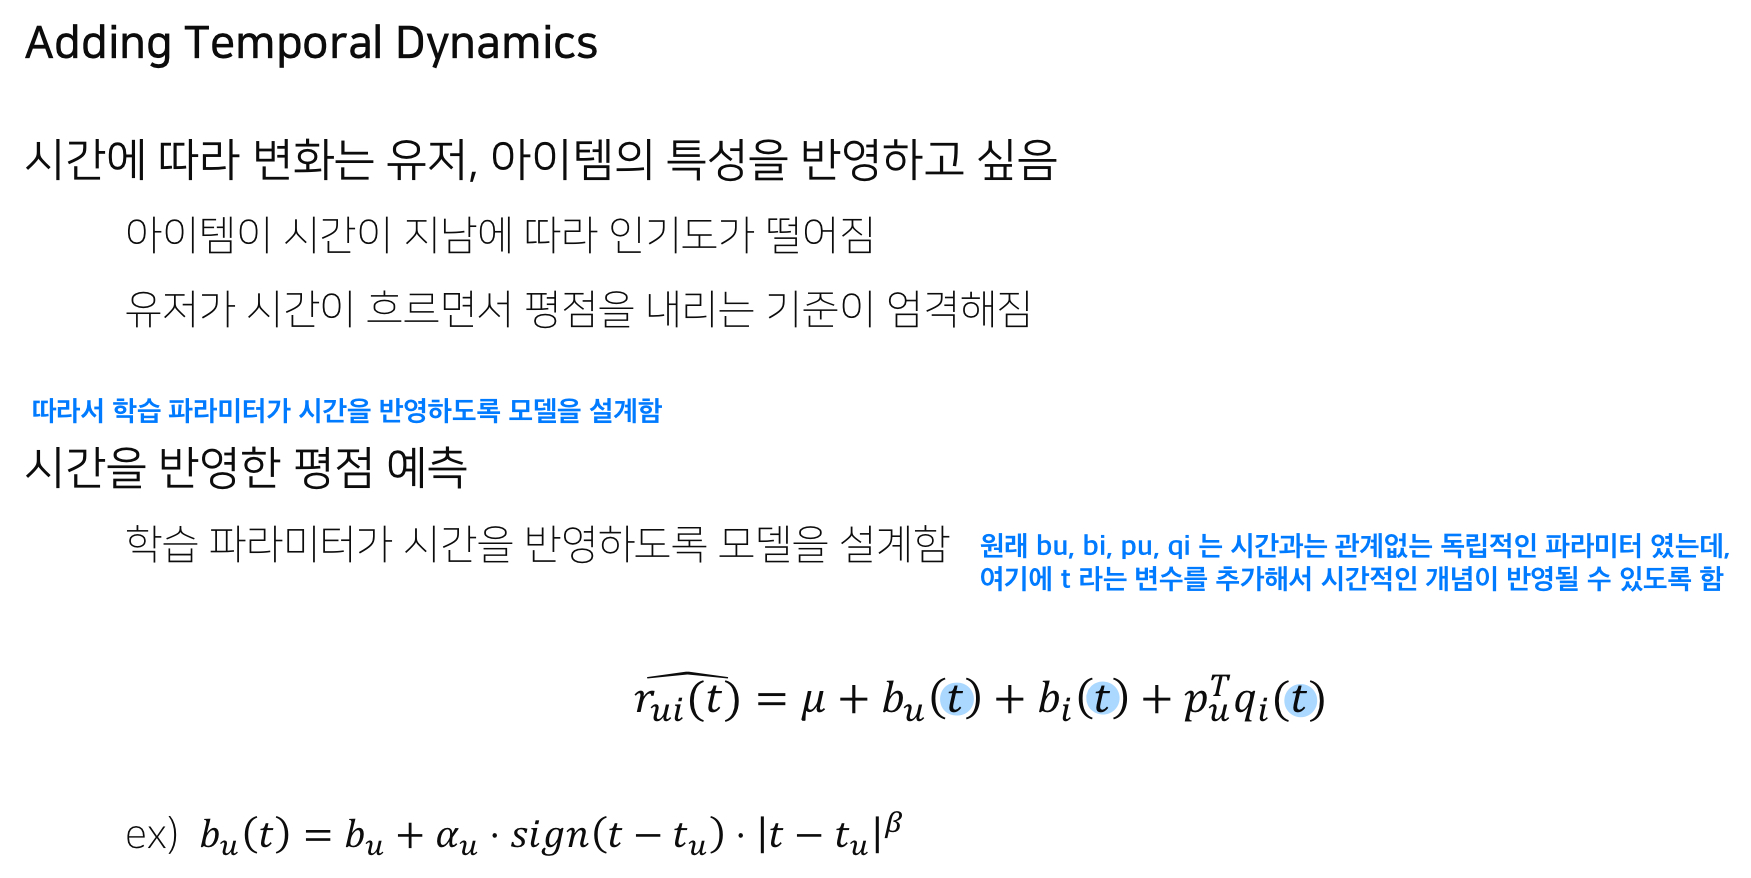 Adding Temporal Dynamics
시간에 따라 변화는 유저, 아이템의 특성을 반영하고 싶음
아이템이 시간이 지남에 따라 인기도가 떨어짐
유저가 시간이 흐르면서 평점을 내리는 기준이 엄격해짐
따라서 학습 파라미터가 시간을 반영하도록 모델을 설계함
시간을 반영한 평점 예측
학습 파라미터가 시간을 반영하도록 모델을 설계함
원래 bu, bi, pu, qi 는 시간과는 관계없는 독립적인 파라미터 였는데,
여기에 t 라는 변수를 추가해서 시간적인 개념이 반영될 수 있도록 함
$\widehat{r_{ui}(t)} = \mu + b_u(t) + b_i(t) + p_u^T q_i(t)$
ex) $b_u(t) = b_u + \alpha_u \cdot sign(t - t_u) \cdot |t - t_u|^\beta$